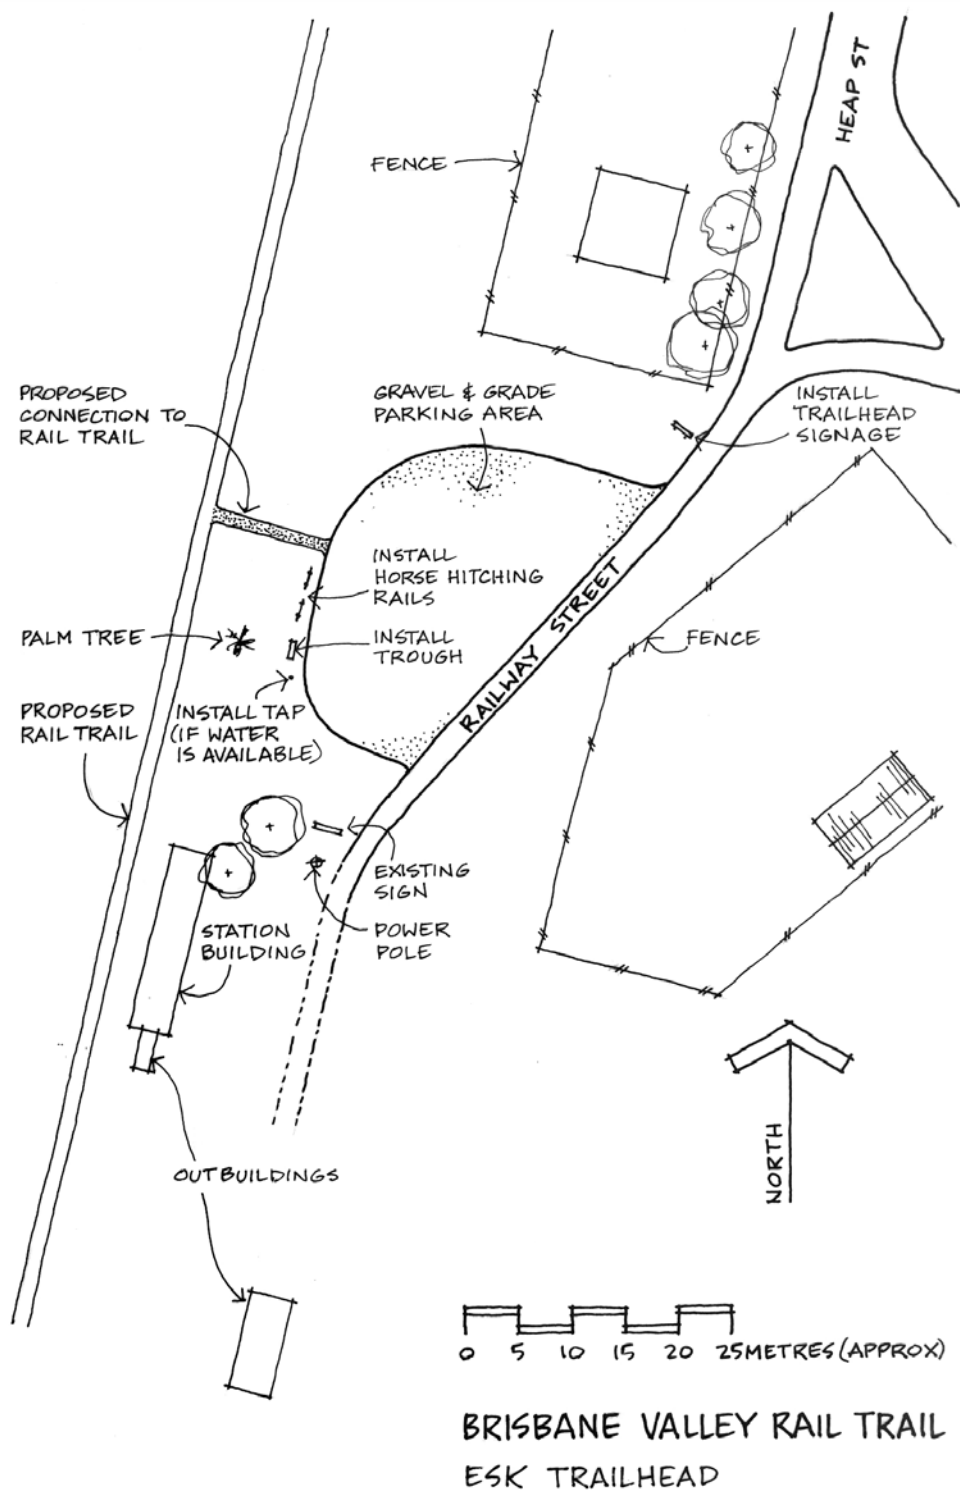 HEAP ST
FENCE
PROPOSED
CONNECTION TO
RAIL TRAIL
GRAVEL & GRADE
PARKING AREA
INSTALL
TRAILHEAD
SIGNAGE
INSTALL
HORSE HITCHING
RAILS
PALM TREE
INSTALL
TROUGH
FENCE
RAILWAY STREET
PROPOSED
RAIL TRAIL
INSTALL TAP
(IF WATER
IS AVAILABLE)
EXISTING
SIGN
STATION
BUILDING
POWER
POLE
NORTH
OUTBUILDINGS
0 5 10 15 20 25 METRES (APPROX)
BRISBANE VALLEY RAIL TRAIL
ESK TRAILHEAD